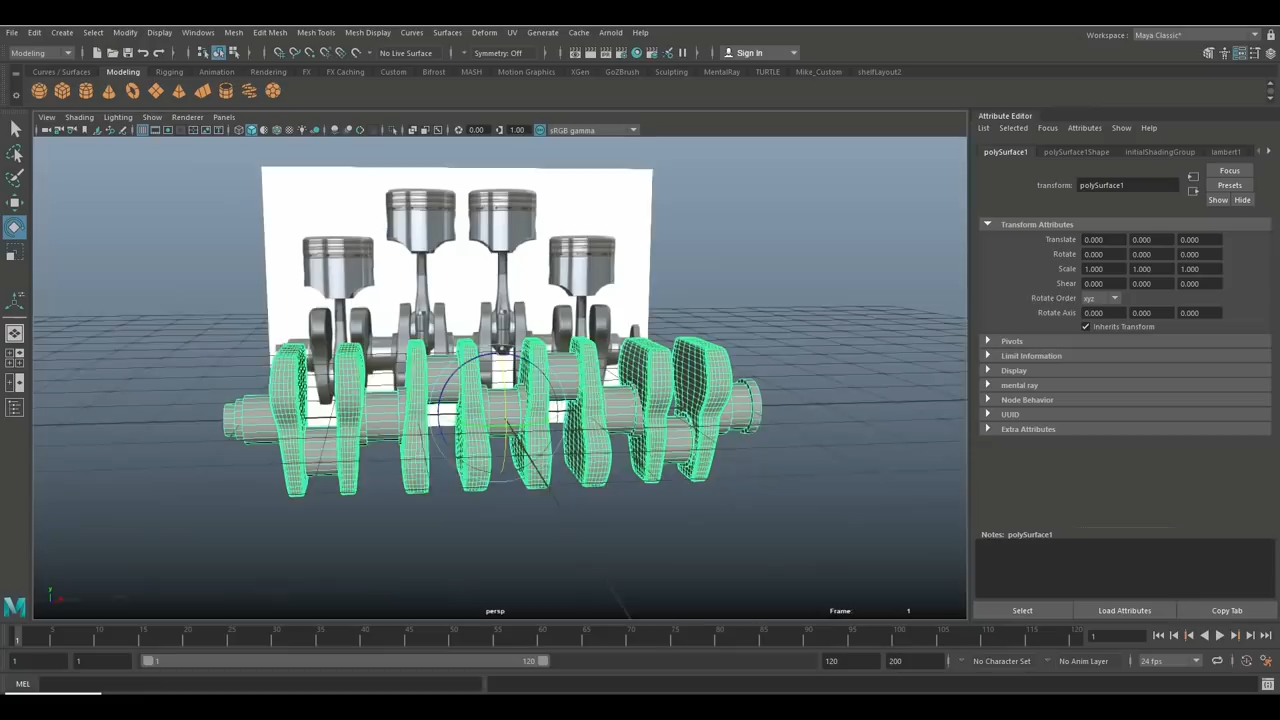 File Edit Create Select Modify Display Windows Mesh Edit Mesh Mesh Tools Mesh Display Curves Surfaces Deform UV Generate Cache Arnold Help
Workspace: Maya Classic*
Modeling
No Live Surface
Symmetry: Off
Sign In
Curves / Surfaces Modeling Rigging Animation Rendering FX FX Caching Custom Bifrost MASH Motion Graphics XGen GoZBrush Sculpting MentalRay TURTLE Mike_Custom shelfLayout2
View Shading Lighting Show Renderer Panels
0.00 1.00 sRGB gamma
Attribute Editor
List Selected Focus Attributes Show Help
polySurface1 polySurface1Shape initialShadingGroup lambert1
Focus
transform: polySurface1
Presets
Show Hide
Transform Attributes
Translate 0.000 0.000 0.000
Rotate 0.000 0.000 0.000
Scale 1.000 1.000 1.000
Shear 0.000 0.000 0.000
Rotate Order xyz
Rotate Axis 0.000 0.000 0.000
Inherits Transform
Pivots
Limit Information
Display
mental ray
Node Behavior
UUID
Extra Attributes
Notes: polySurface1
Select Load Attributes Copy Tab
y
persp
Frame: 1
1 5 10 15 20 25 30 35 40 45 50 55 60 65 70 75 80 85 90 95 100 105 110 115 120
1
1 1 1 120 120 200 No Character Set No Anim Layer 24 fps
MEL